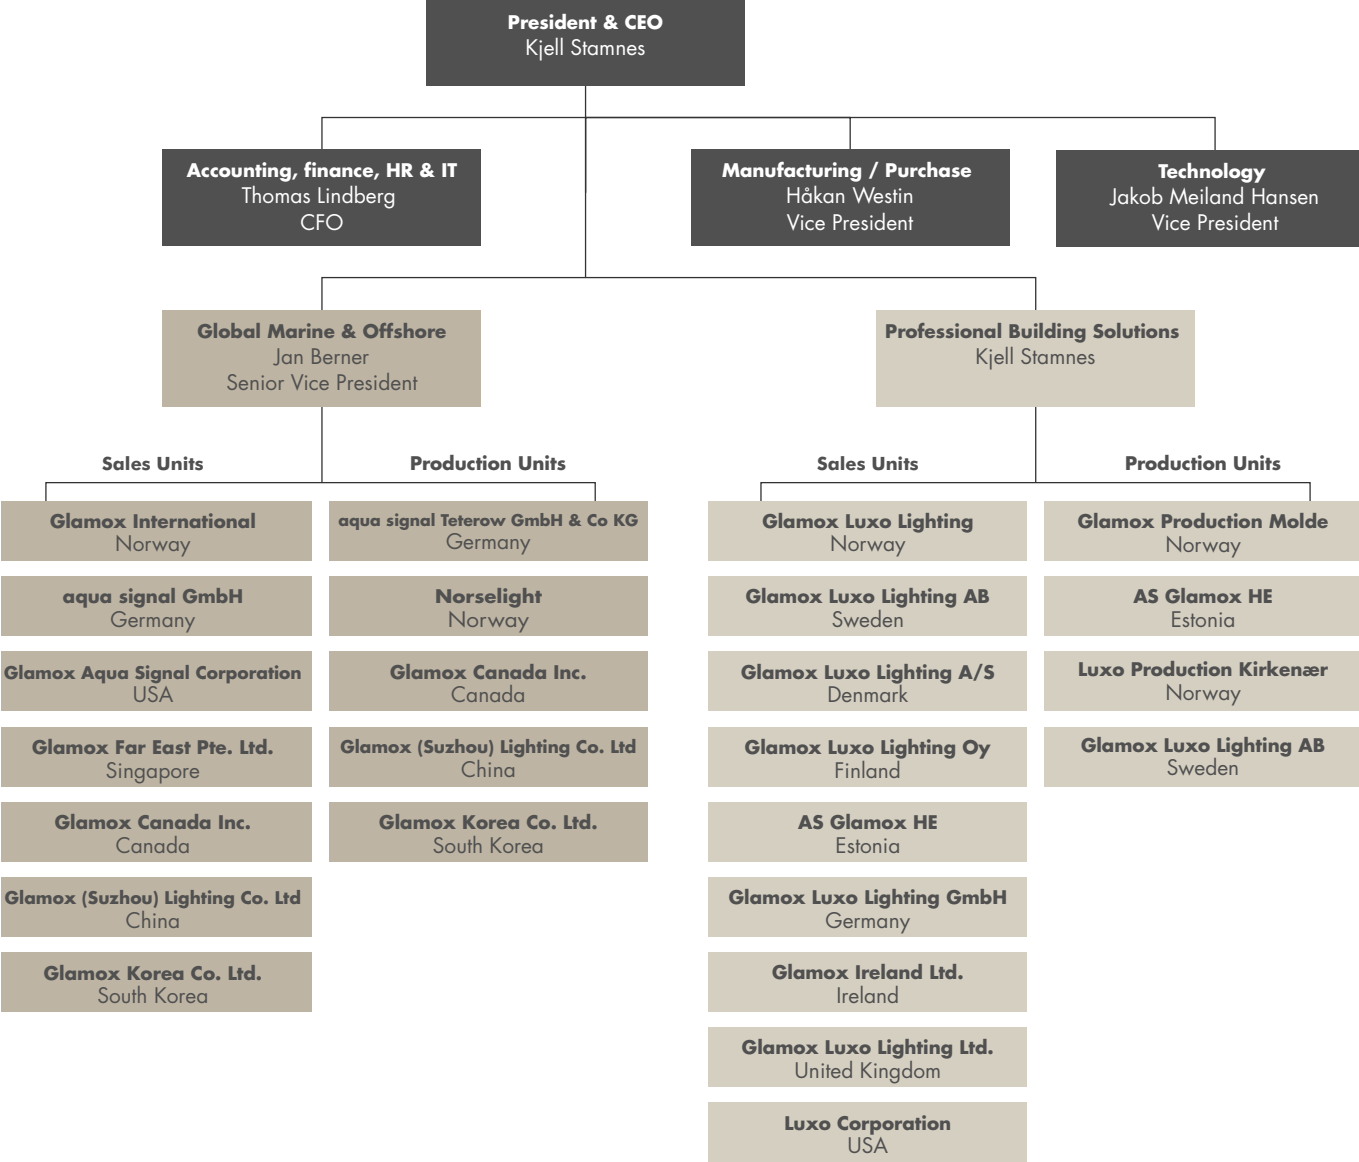 President & CEO
Kjell Stamnes
Accounting, finance, HR & IT
Thomas Lindberg
CFO
Manufacturing / Purchase
Håkan Westin
Vice President
Technology
Jakob Meiland Hansen
Vice President
Global Marine & Offshore
Jan Berner
Senior Vice President
Professional Building Solutions
Kjell Stamnes
Sales Units
Glamox International
Norway
aqua signal GmbH
Germany
Glamox Aqua Signal Corporation
USA
Glamox Far East Pte. Ltd.
Singapore
Glamox Canada Inc.
Canada
Glamox (Suzhou) Lighting Co. Ltd
China
Glamox Korea Co. Ltd.
South Korea
Production Units
aqua signal Teterow GmbH & Co KG
Germany
Norselight
Norway
Glamox Canada Inc.
Canada
Glamox (Suzhou) Lighting Co. Ltd
China
Glamox Korea Co. Ltd.
South Korea
Sales Units
Glamox Luxo Lighting
Norway
Glamox Luxo Lighting AB
Sweden
Glamox Luxo Lighting A/S
Denmark
Glamox Luxo Lighting Oy
Finland
AS Glamox HE
Estonia
Glamox Luxo Lighting GmbH
Germany
Glamox Ireland Ltd.
Ireland
Glamox Luxo Lighting Ltd.
United Kingdom
Luxo Corporation
USA
Production Units
Glamox Production Molde
Norway
AS Glamox HE
Estonia
Luxo Production Kirkenær
Norway
Glamox Luxo Lighting AB
Sweden